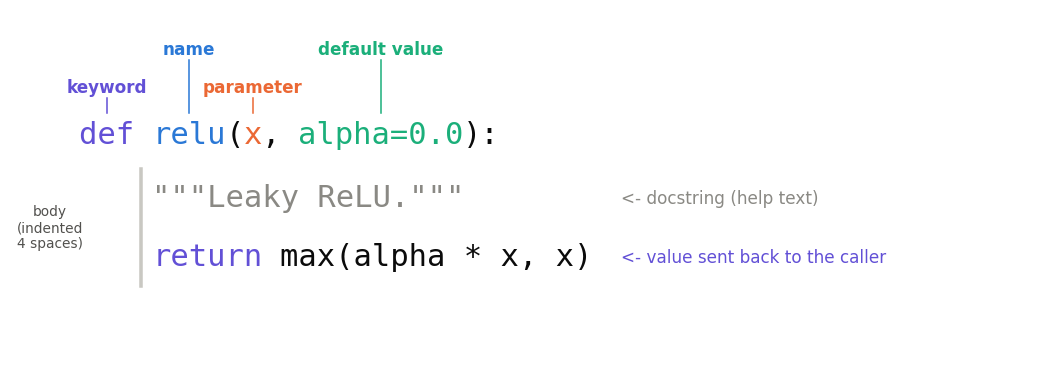 name
default value
keyword
parameter
def relu(x, alpha=0.0):
"""Leaky ReLU."""
<- docstring (help text)
body
(indented
4 spaces)
return max(alpha * x, x)
<- value sent back to the caller